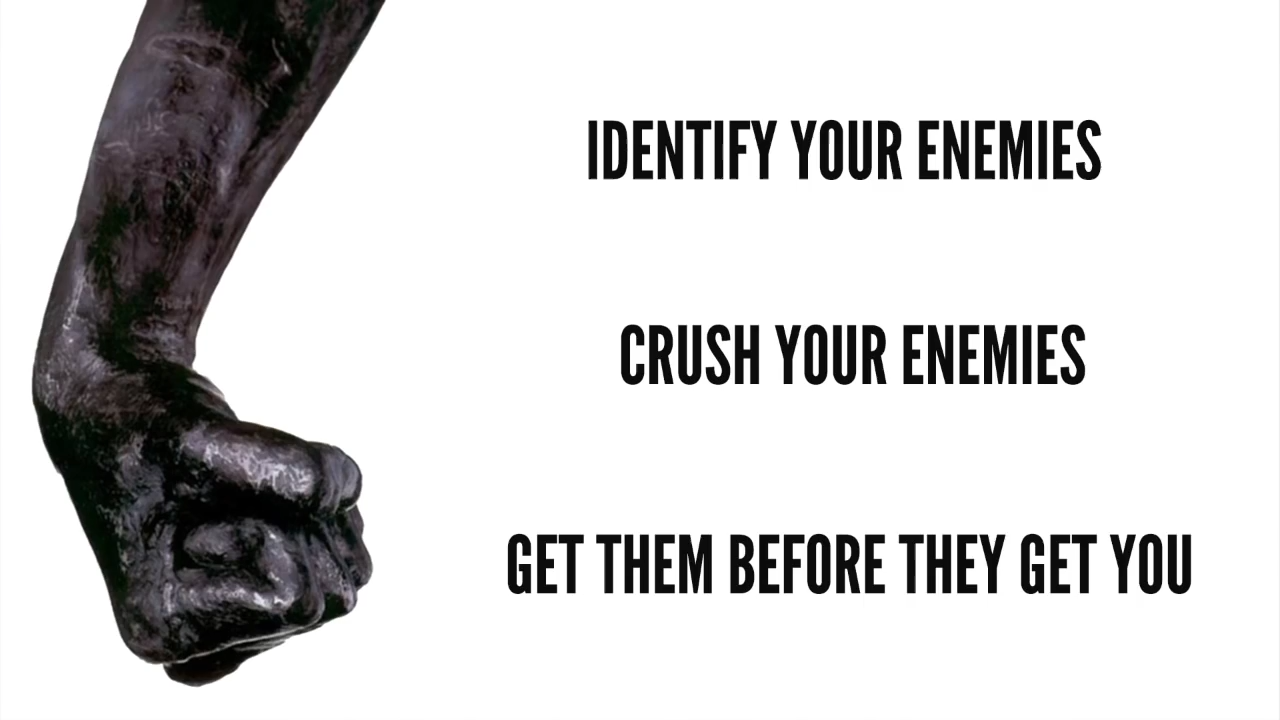 IDENTIFY YOUR ENEMIES
CRUSH YOUR ENEMIES
GET THEM BEFORE THEY GET YOU